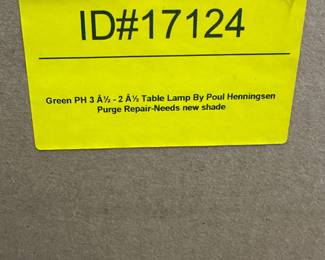 ID#17124
Green PH 3 Â½ - 2 Â½ Table Lamp By Poul Henningsen
Purge Repair-Needs new shade